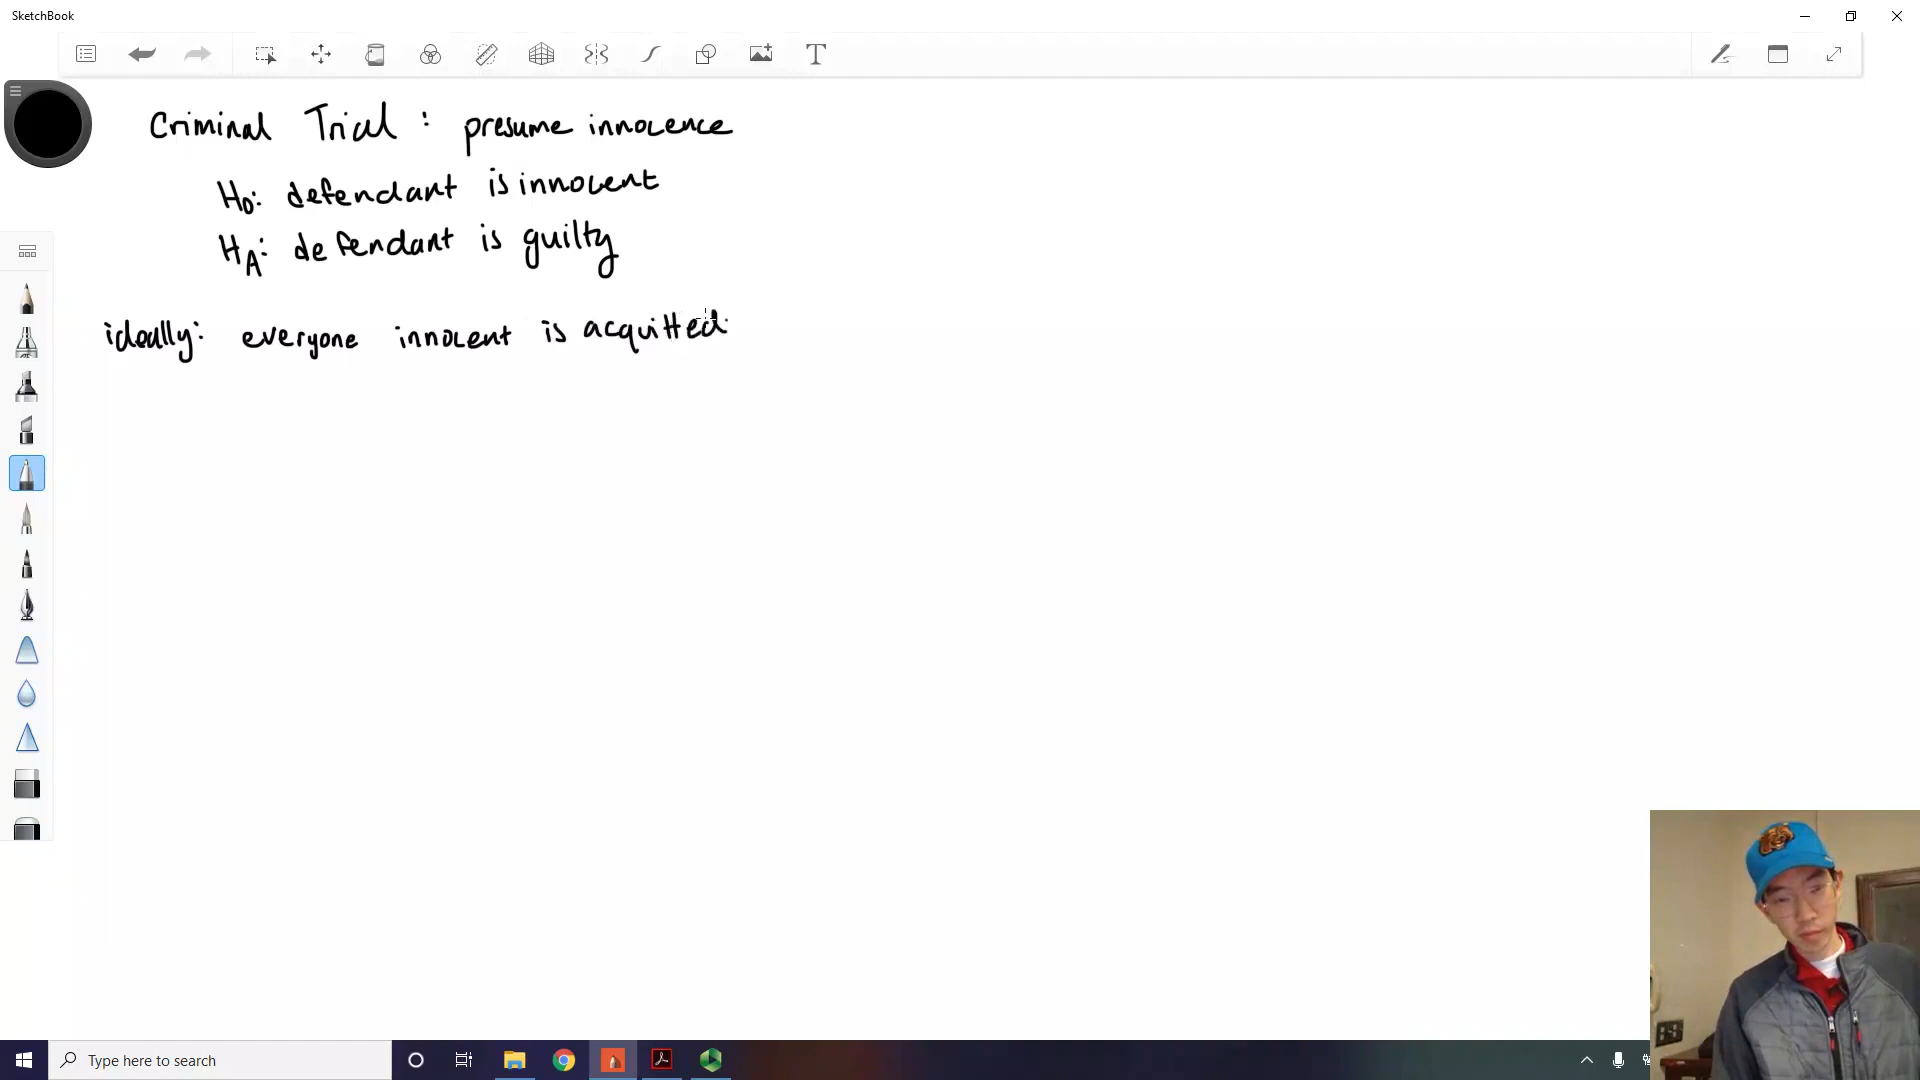 SketchBook
T
Criminal Trial: presume innocence
H0: defendant is innocent
HA: defendant is guilty
ideally: everyone innocent is acquitted
Type here to search